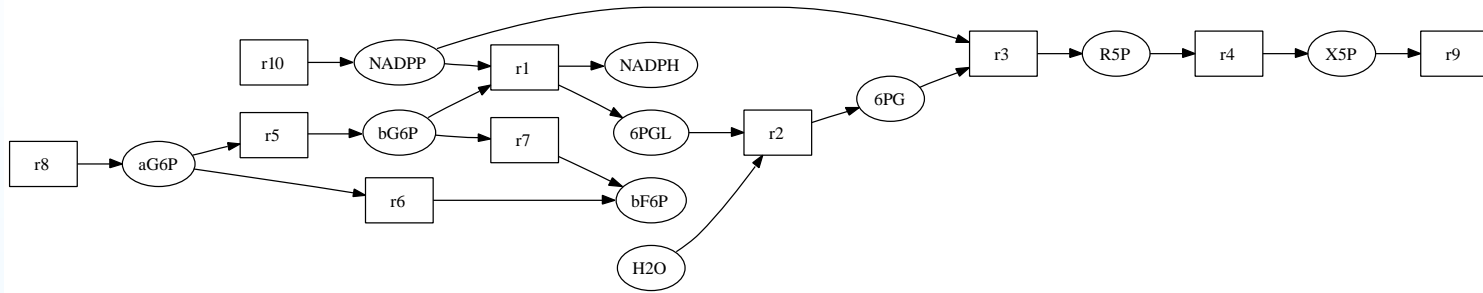 r10
NADPP
r1
NADPH
r3
R5P
r4
X5P
r9
6PG
r5
bG6P
r7
6PGL
r2
r8
aG6P
r6
bF6P
H2O